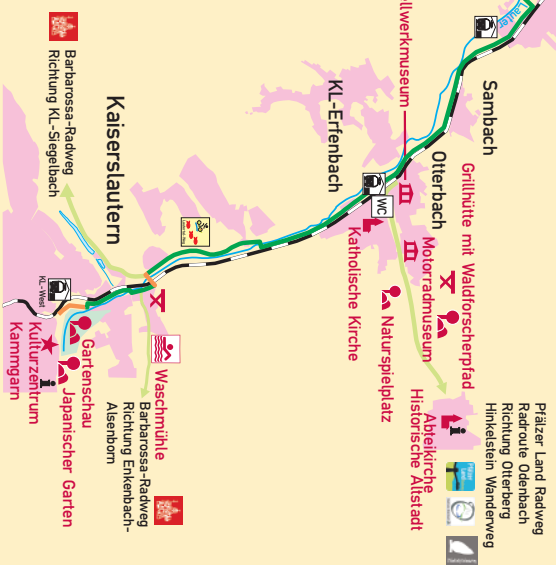 Lauter
Sambach
ellwerkmuseum
KL-Erfenbach
Otterbach
WC
Grillhütte mit Waldforscherpfad
Motorradmuseum
Naturspielplatz
Katholische Kirche
Pfälzer Land Radweg
Radroute Odenbach
Richtung Otterberg
Hinkelstein Wanderweg
Abteikirche
Historische Altstadt
Barbarossa-Radweg
Richtung KL-Siegelbach
Kaiserslautern
KL-West
Waschmühle
Barbarossa-Radweg
Richtung Enkenbach-
Alsenborn
Gartenschau
Japanischer Garten
Kulturzentrum
Kammgarn